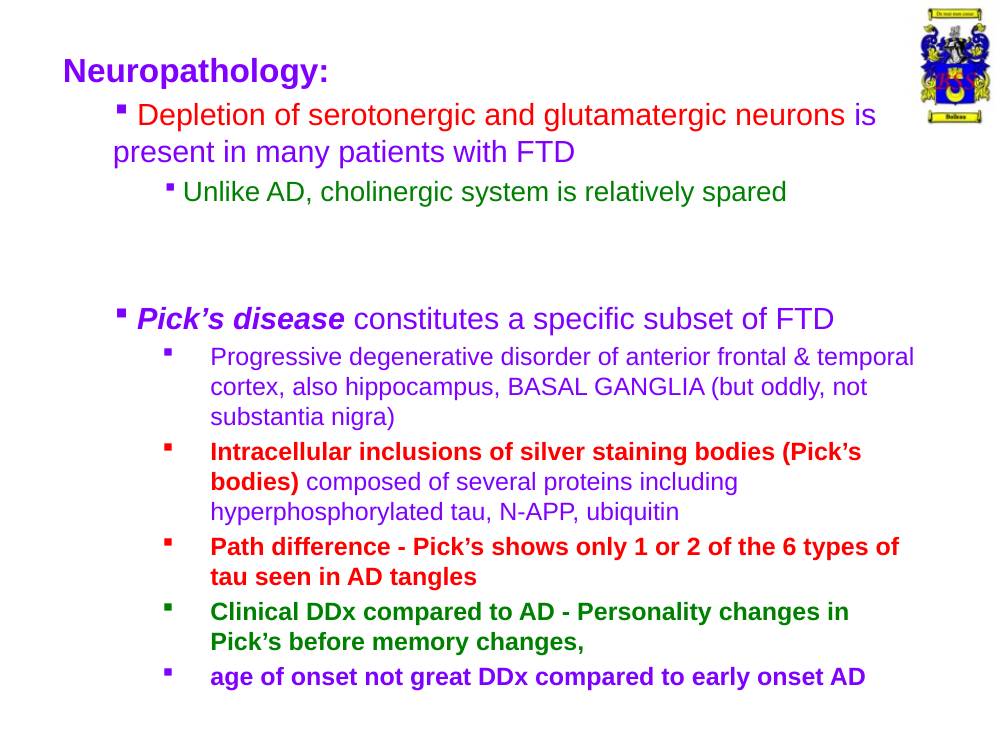 Neuropathology:
▪ Depletion of serotonergic and glutamatergic neurons is
present in many patients with FTD
▪ Unlike AD, cholinergic system is relatively spared
▪ Pick’s disease constitutes a specific subset of FTD
▪ Progressive degenerative disorder of anterior frontal & temporal
cortex, also hippocampus, BASAL GANGLIA (but oddly, not
substantia nigra)
▪ Intracellular inclusions of silver staining bodies (Pick’s
bodies) composed of several proteins including
hyperphosphorylated tau, N-APP, ubiquitin
▪ Path difference - Pick’s shows only 1 or 2 of the 6 types of
tau seen in AD tangles
▪ Clinical DDx compared to AD - Personality changes in
Pick’s before memory changes,
▪ age of onset not great DDx compared to early onset AD